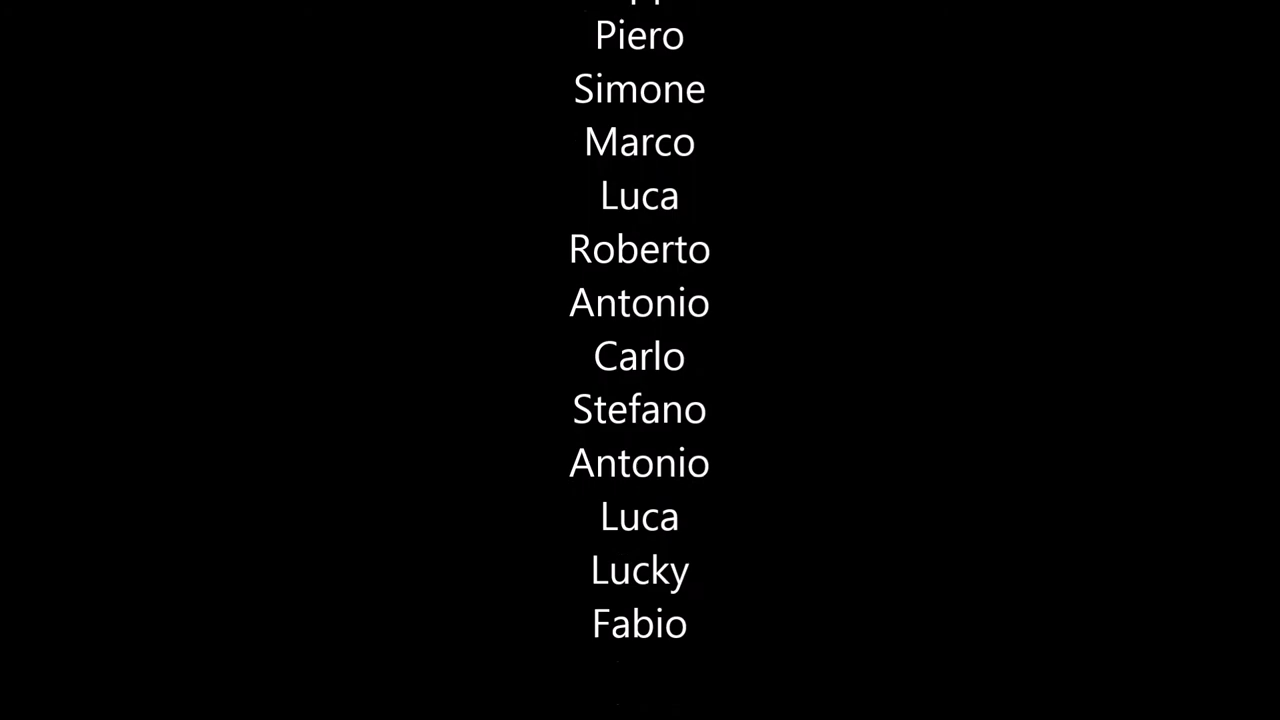 Piero
Simone
Marco
Luca
Roberto
Antonio
Carlo
Stefano
Antonio
Luca
Lucky
Fabio